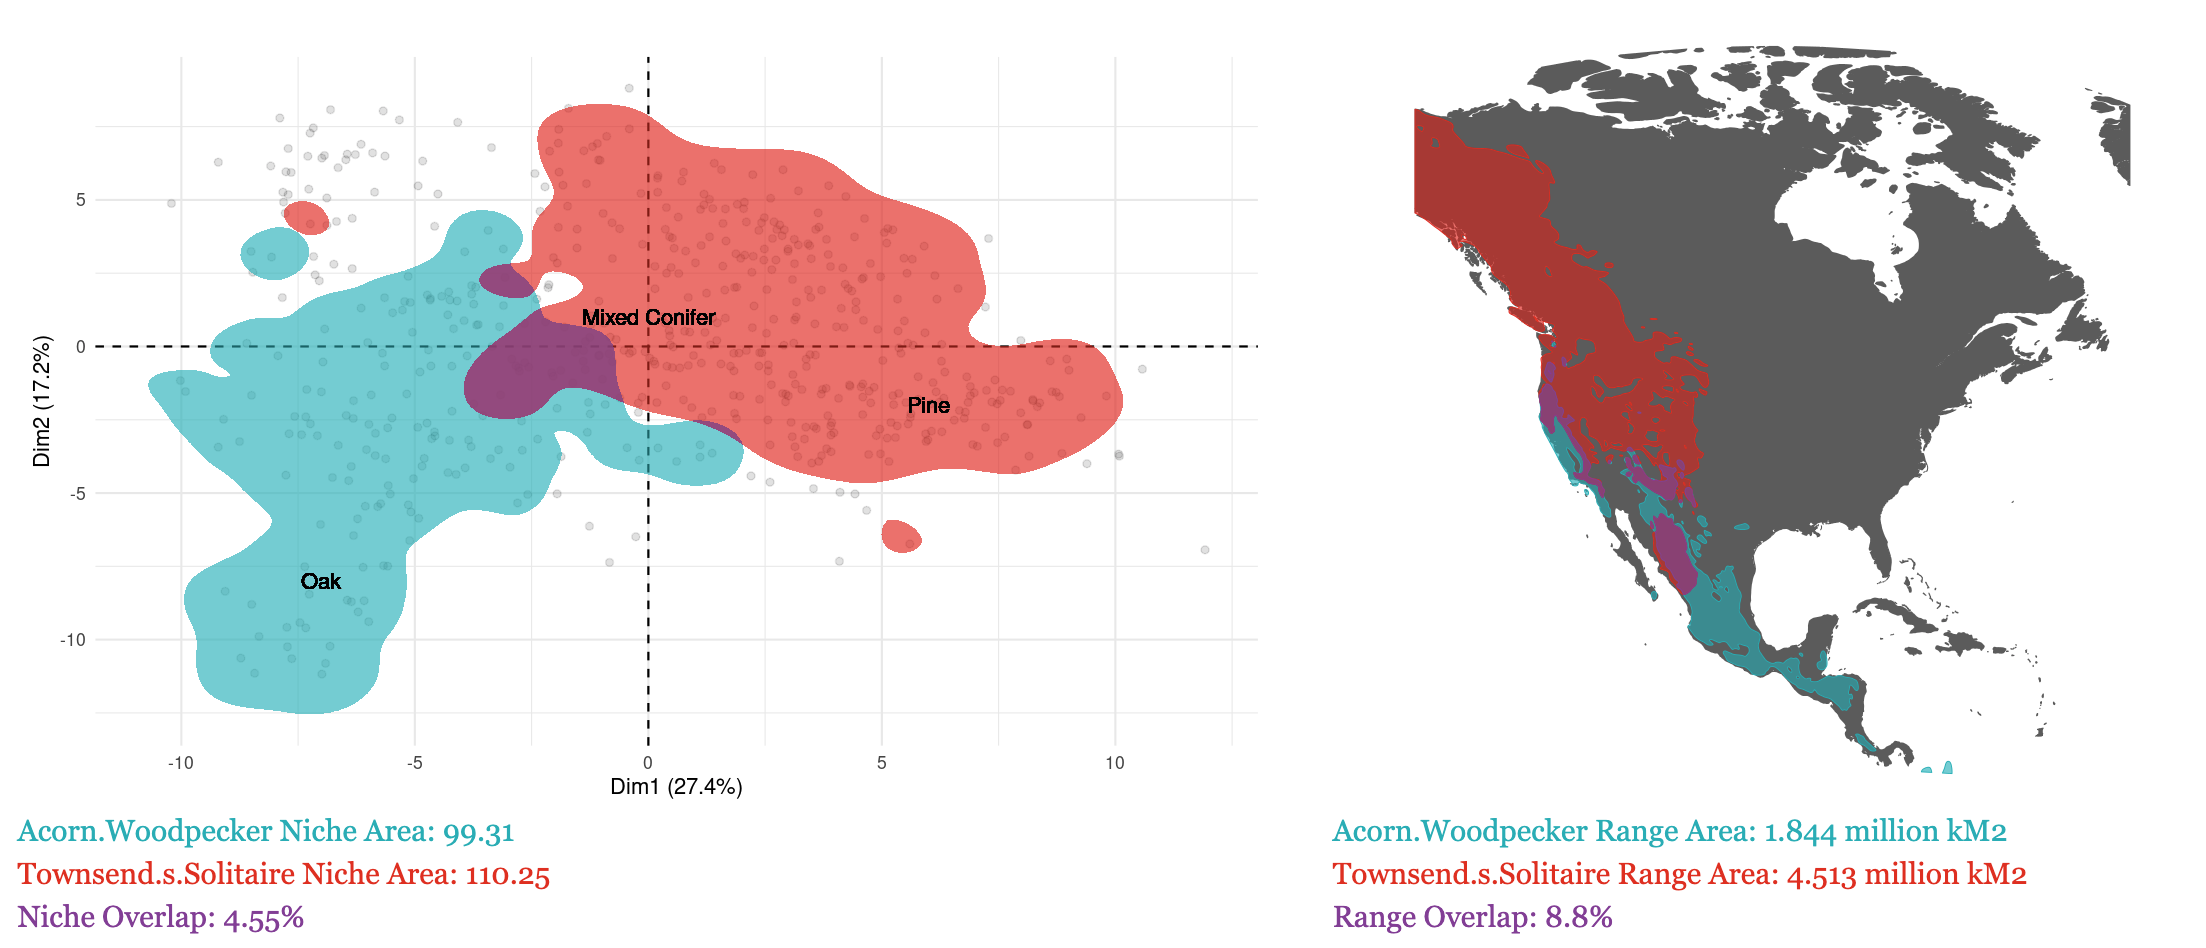 5
0
-5
-10
Dim2 (17.2%)
Mixed Conifer
Pine
Oak
-10
-5
0
5
10
Dim1 (27.4%)
Acorn.Woodpecker Niche Area: 99.31
Townsend.s.Solitaire Niche Area: 110.25
Niche Overlap: 4.55%
Acorn.Woodpecker Range Area: 1.844 million kM2
Townsend.s.Solitaire Range Area: 4.513 million kM2
Range Overlap: 8.8%